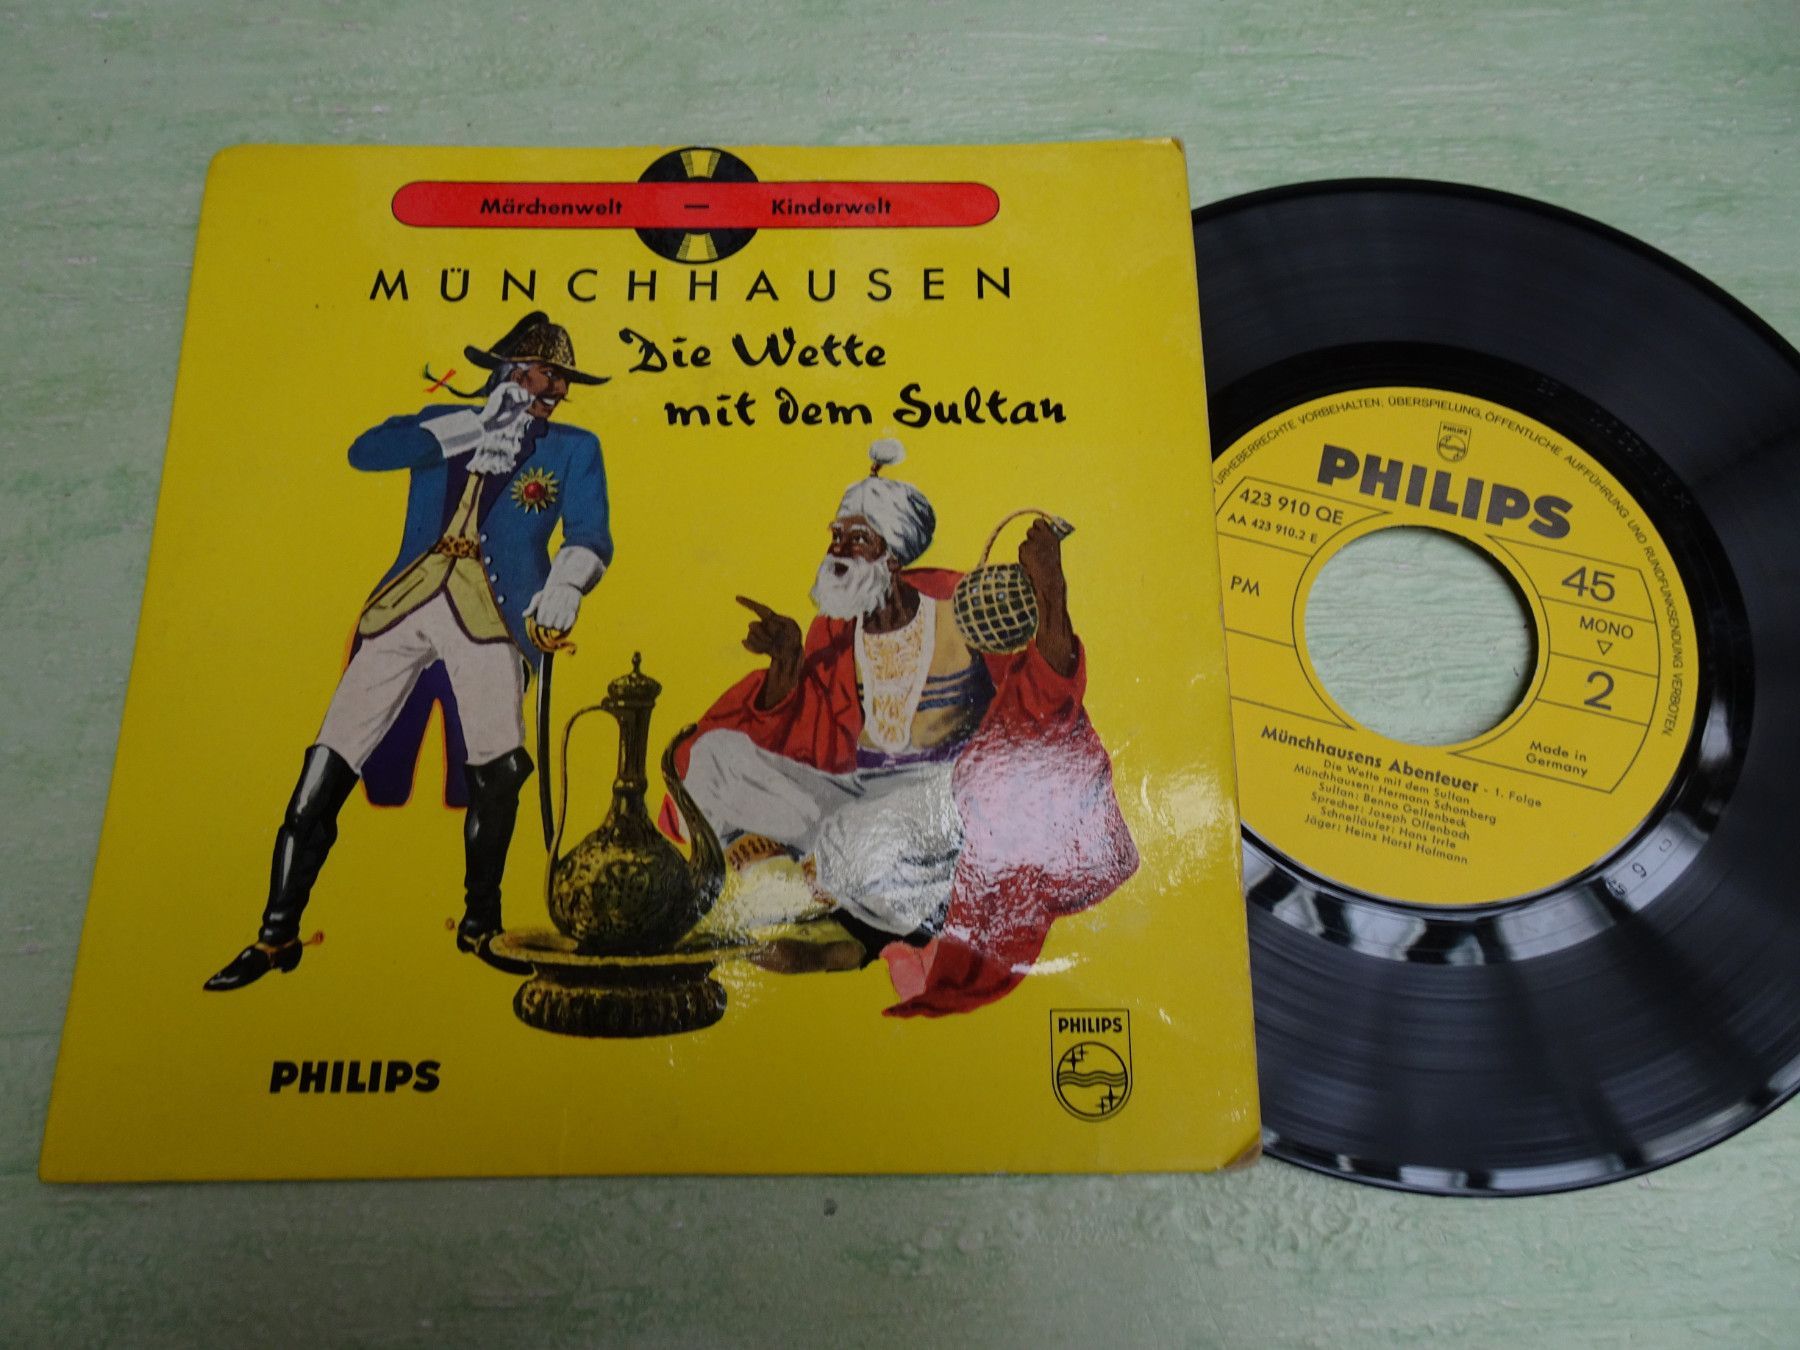 Märchenwelt — Kinderwelt
MÜNCHHAUSEN
Die Wette
mit dem Sultan
PHILIPS
PHILIPS
URHEBERRECHTE VORBEHALTEN, ÜBERSPIELUNG, ÖFFENTLICHE AUFFÜHRUNG UND RUNDFUNKSENDUNG VERBOTEN
PHILIPS
PHILIPS
423 910 QE
AA 423 910.2 E
PM
45
MONO
2
Made in
Germany
Münchhausens Abenteuer - 1. Folge
Die Wette mit dem Sultan
Münchhausen: Hermann Schomberg
Sultan: Benno Gellenbeck
Sprecher: Joseph Offenbach
Schnelläufer: Hans Irrle
Jäger: Heinz Horst Hofmann